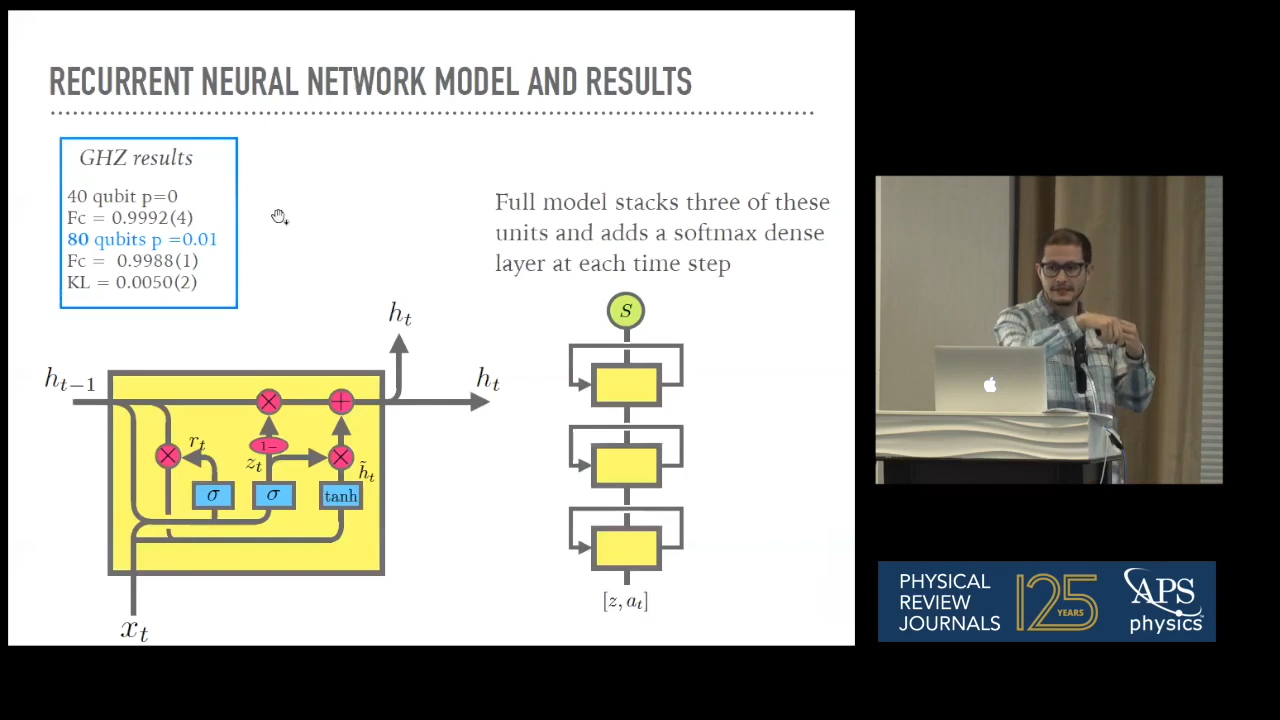 RECURRENT NEURAL NETWORK MODEL AND RESULTS
GHZ results
40 qubit p=0
Fc = 0.9992(4)
80 qubits p =0.01
Fc =  0.9988(1)
KL = 0.0050(2)
Full model stacks three of these
units and adds a softmax dense
layer at each time step
S
[z, a_t]
h_t
h_{t−1}
h_t
×
+
1−
×
r_t
z_t
×
h̃_t
σ
σ
tanh
x_t
PHYSICAL
REVIEW
JOURNALS
125
YEARS
APS
physics